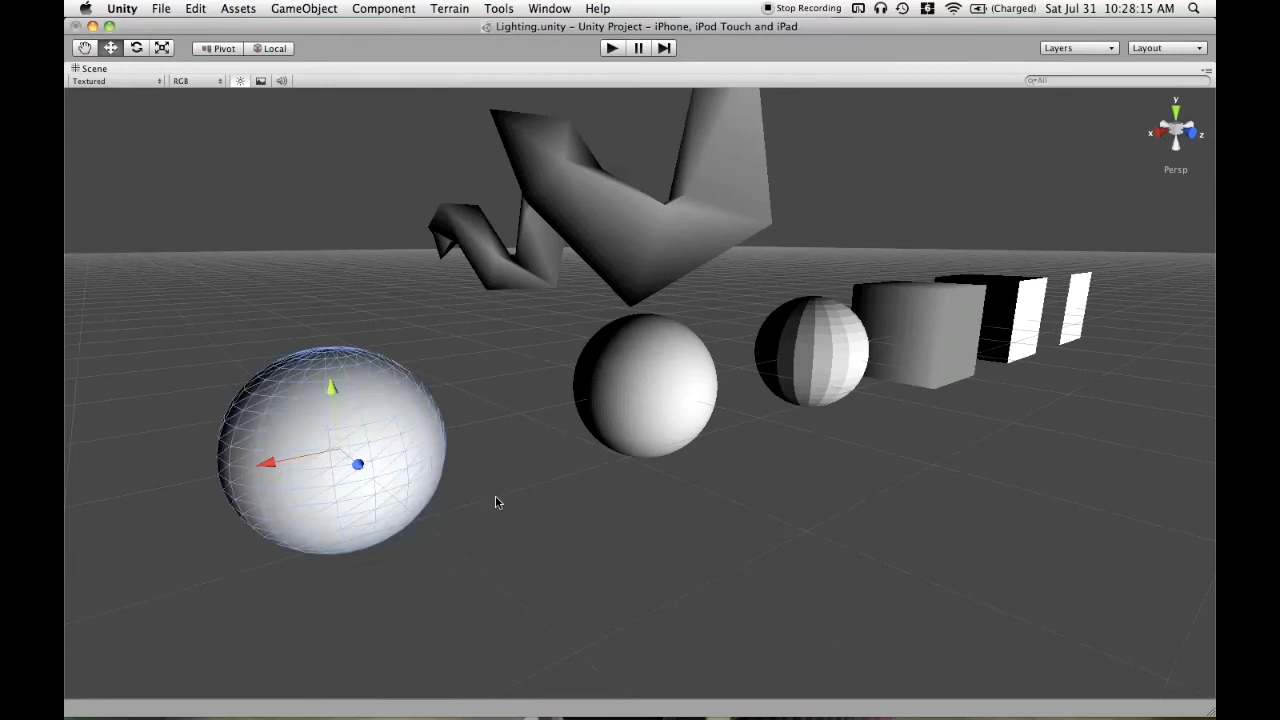 Unity File Edit Assets GameObject Component Terrain Tools Window Help Stop Recording (Charged) Sat Jul 31 10:28:15 AM
Lighting.unity – Unity Project – iPhone, iPod Touch and iPad
Pivot Local Layers Layout
Scene
Textured RGB All
y
x z
Persp